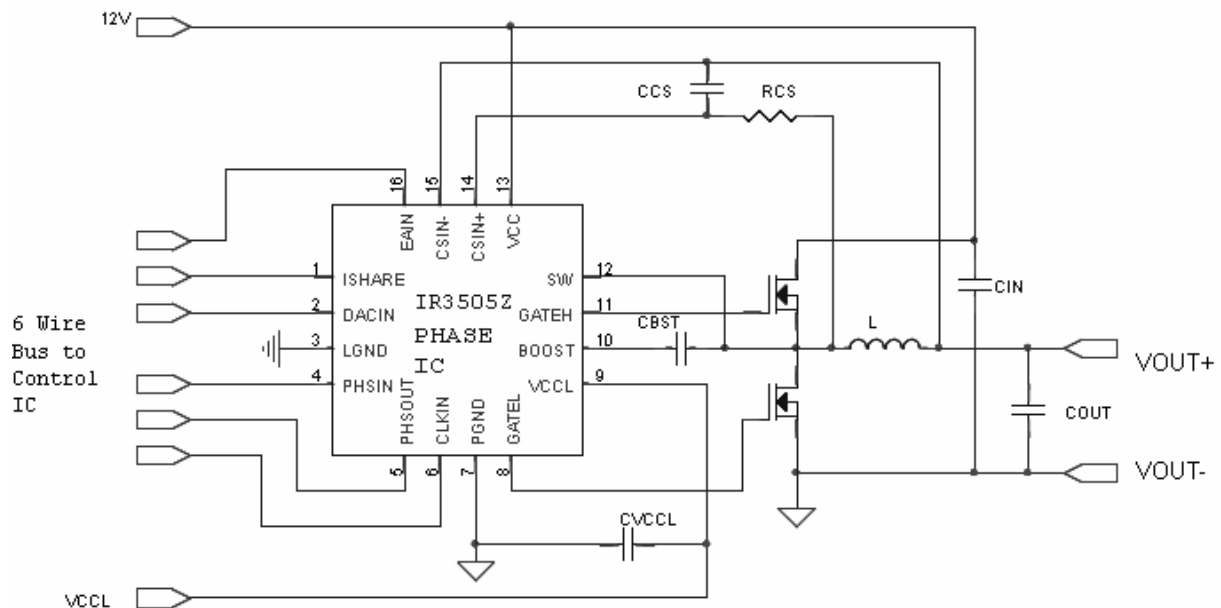 12V
CCS
RCS
16
15
14
13
EAIN
CSIN-
CSIN+
VCC
1
ISHARE
SW
12
IR3505Z
CIN
2
DACIN
GATEH
11
6 Wire
Bus to
Control
IC
PHASE
IC
CBST
L
3
LGND
BOOST
10
VOUT+
4
PHSIN
VCCL
9
PHSOUT
CLKIN
PGND
GATEL
COUT
5
6
7
8
VOUT-
CVCCL
VCCL